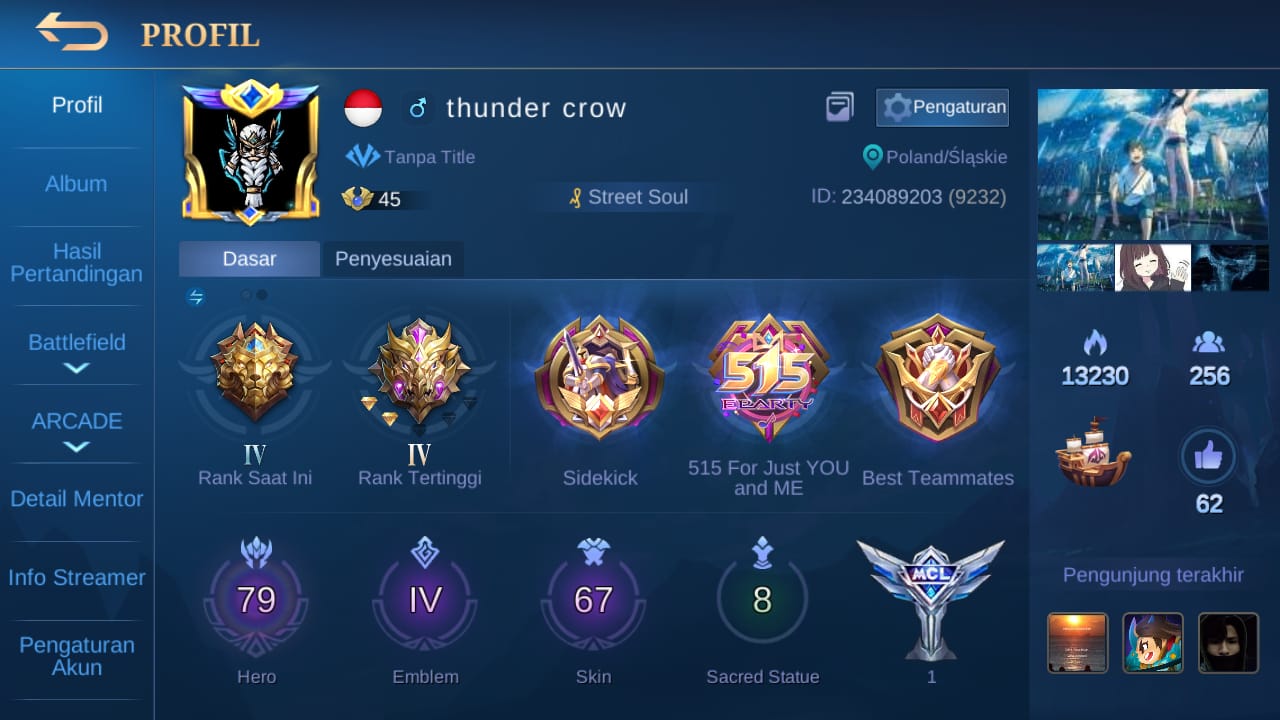 PROFIL
Profil
Album
Hasil
Pertandingan
Battlefield
ARCADE
Detail Mentor
Info Streamer
Pengaturan
Akun
thunder crow
Pengaturan
Tanpa Title
Poland/Śląskie
45
Street Soul
ID: 234089203 (9232)
Dasar
Penyesuaian
IV
Rank Saat Ini
IV
Rank Tertinggi
Sidekick
515
EPARTY
515 For Just YOU
and ME
Best Teammates
79
Hero
IV
Emblem
67
Skin
8
Sacred Statue
MCL
1
13230
256
62
Pengunjung terakhir